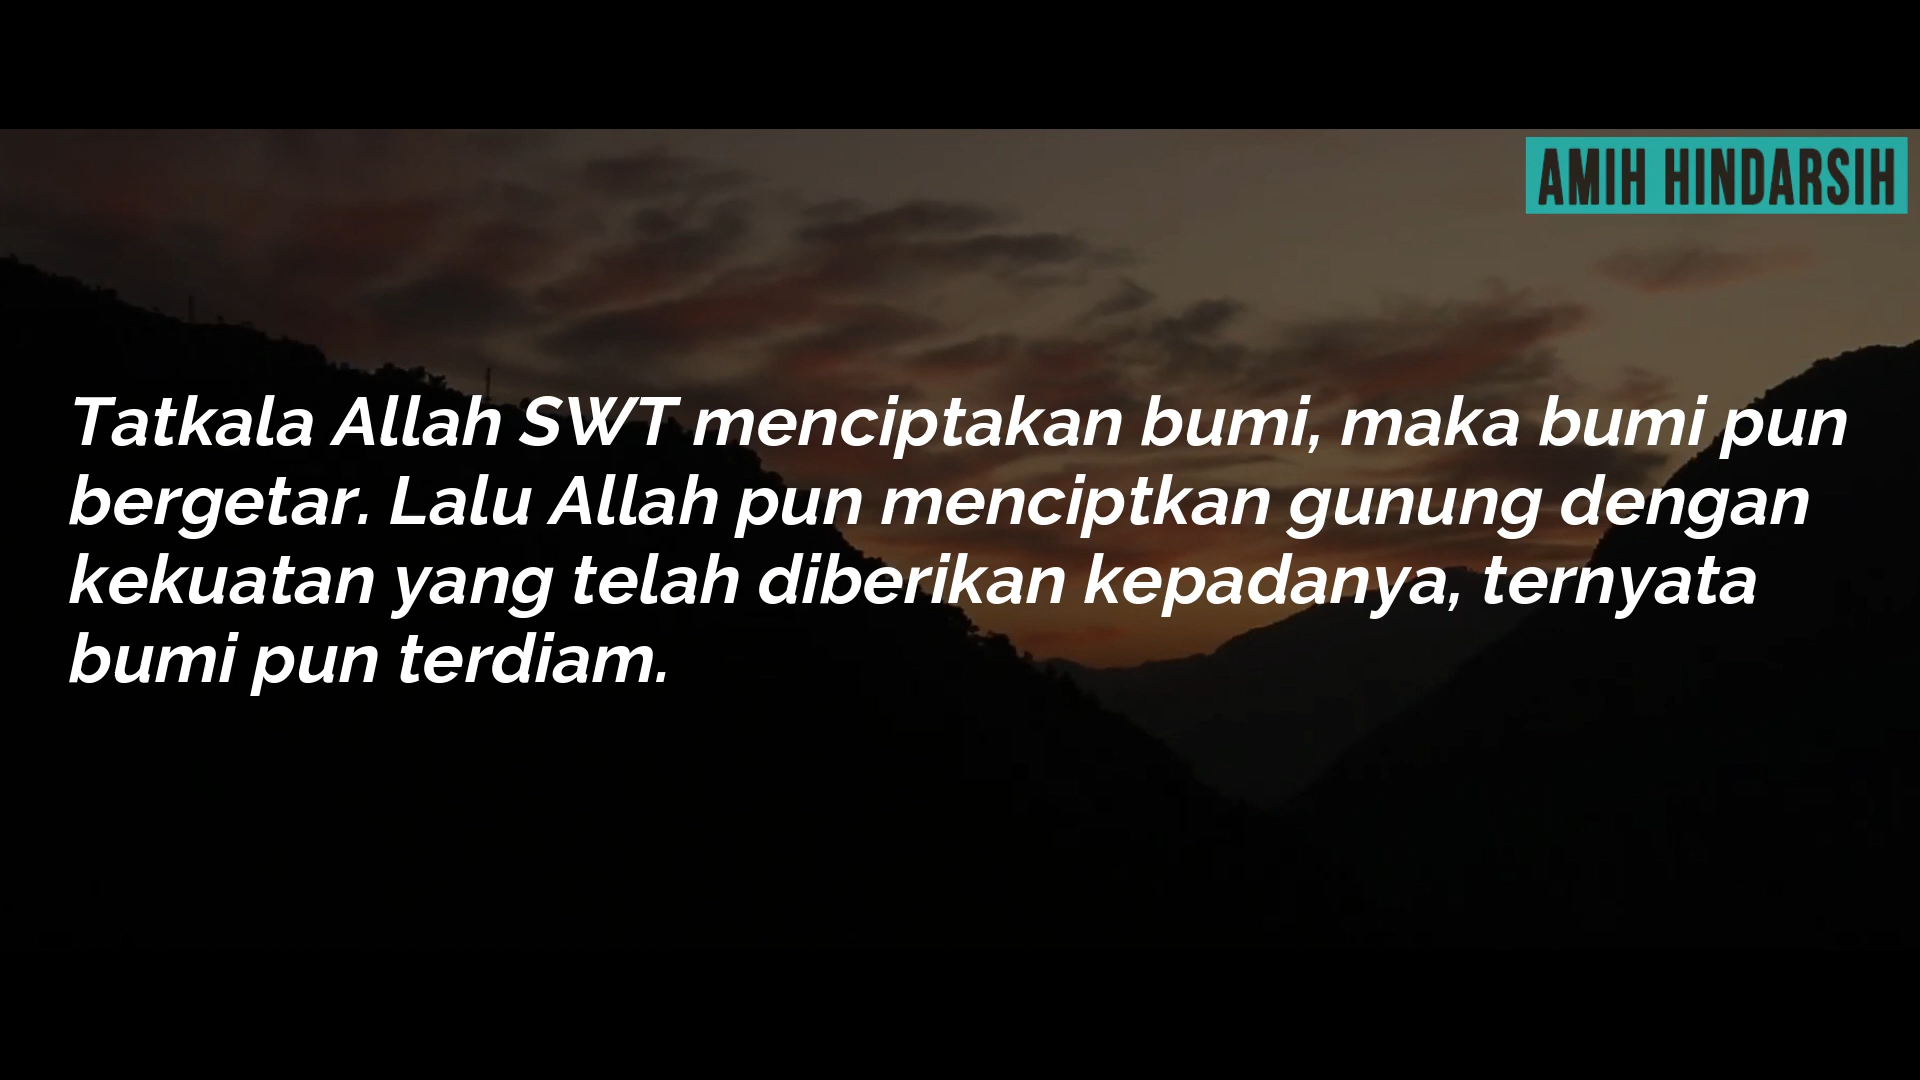 AMIH HINDARSIH
Tatkala Allah SWT menciptakan bumi, maka bumi pun
bergetar. Lalu Allah pun menciptkan gunung dengan
kekuatan yang telah diberikan kepadanya, ternyata
bumi pun terdiam.